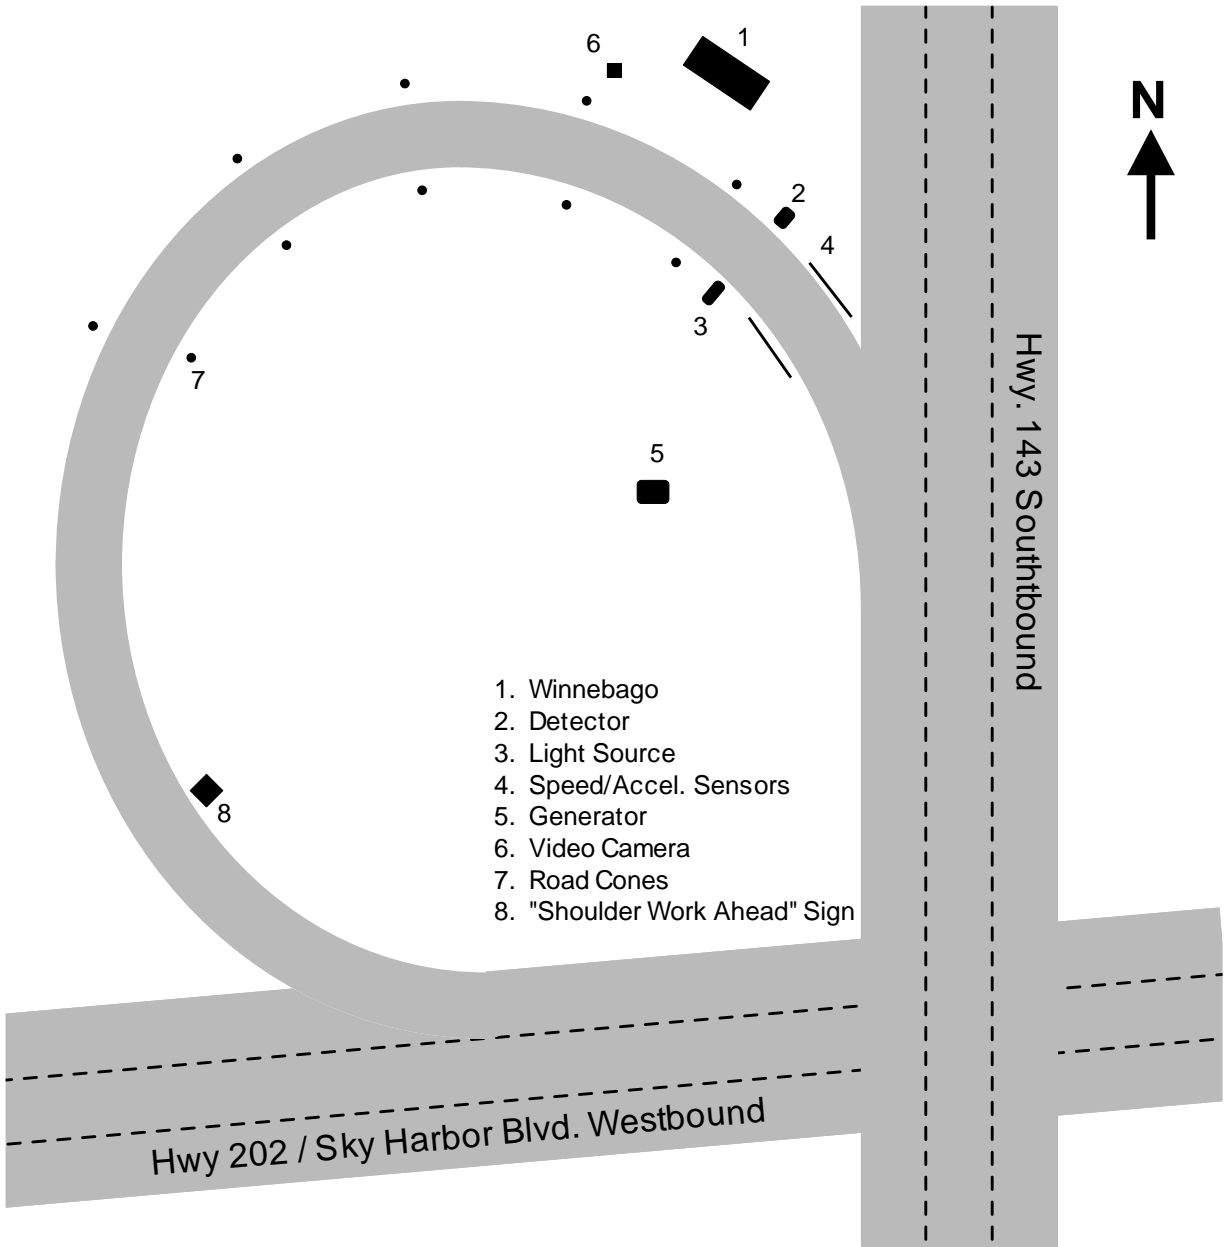 6
1
N
2
4
3
7
5
Hwy. 143 Southtbound
1. Winnebago
2. Detector
3. Light Source
4. Speed/Accel. Sensors
5. Generator
6. Video Camera
7. Road Cones
8. "Shoulder Work Ahead" Sign
8
Hwy 202 / Sky Harbor Blvd. Westbound